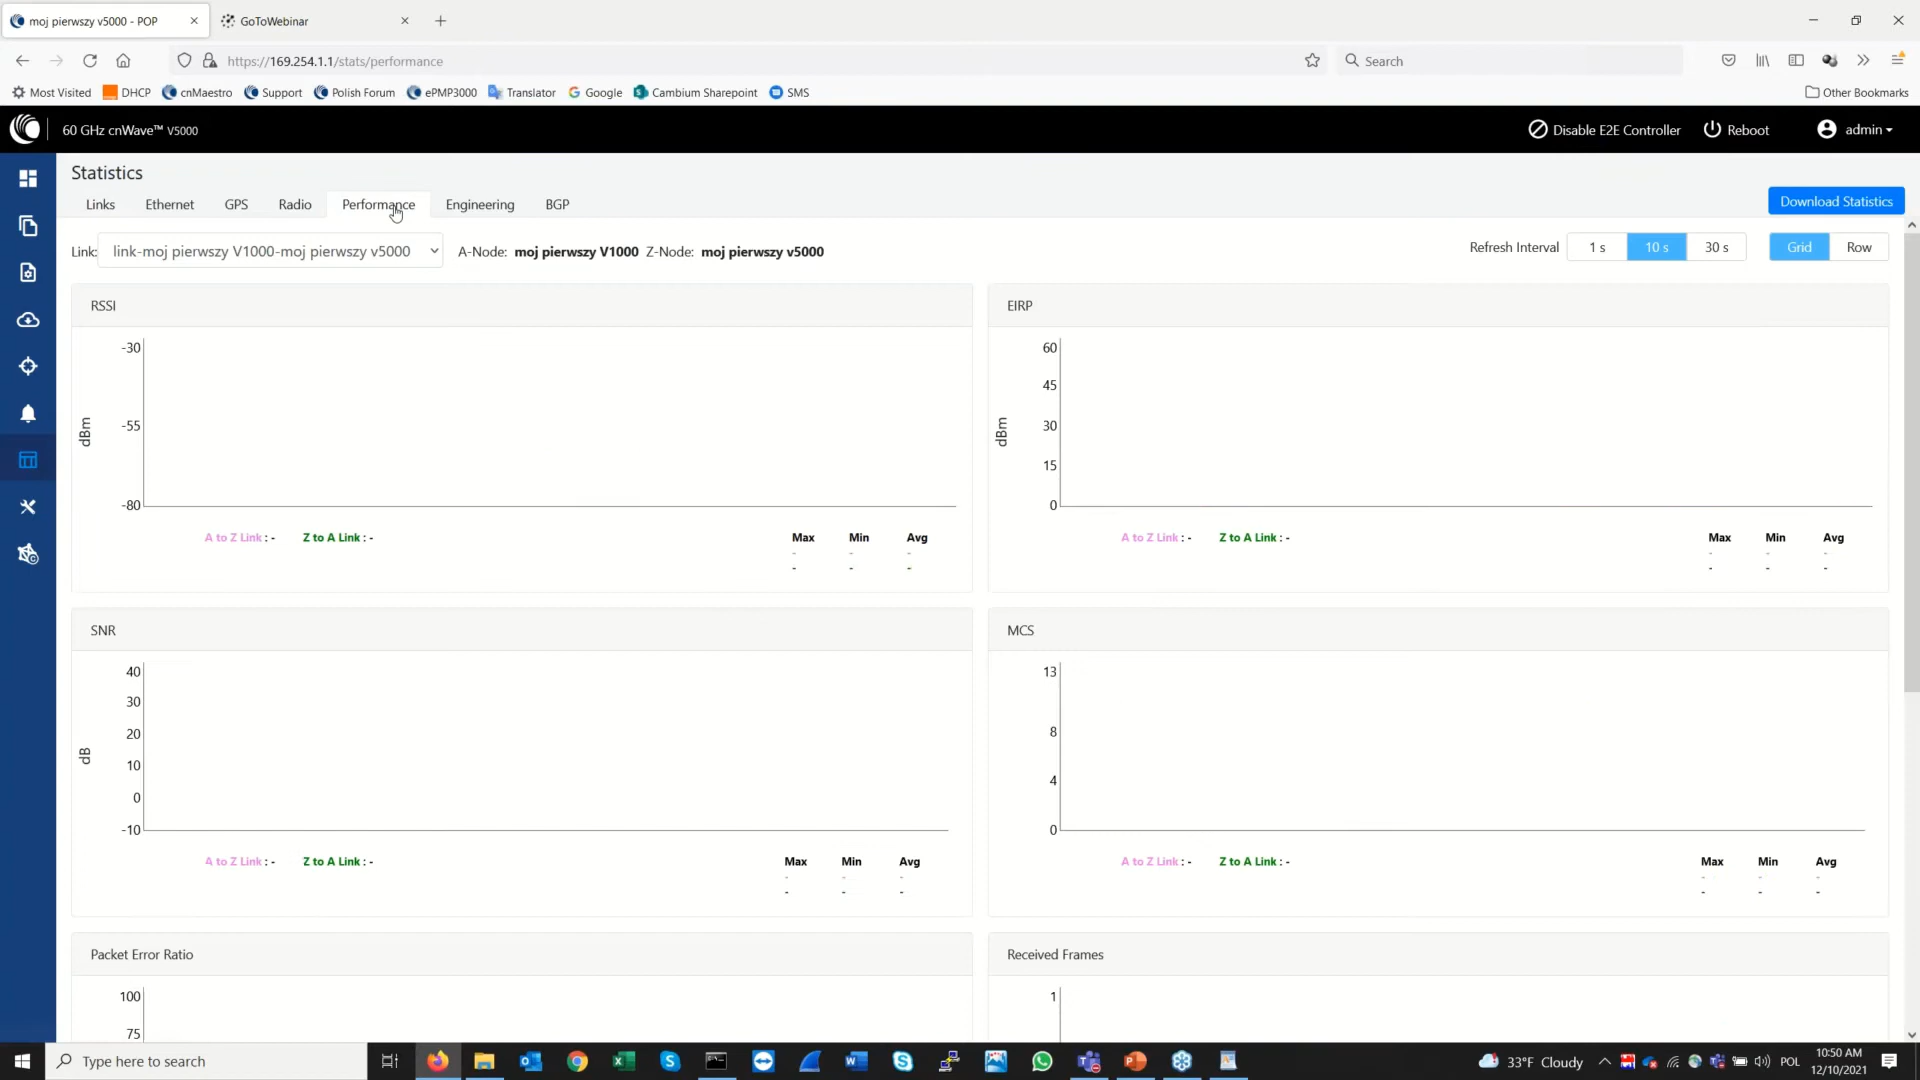 moj pierwszy v5000 - POP
GoToWebinar
https://169.254.1.1/stats/performance
Search
Most Visited DHCP cnMaestro Support Polish Forum ePMP3000 Translator Google Cambium Sharepoint SMS Other Bookmarks
60 GHz cnWave™ V5000
Disable E2E Controller Reboot admin
Statistics
Links Ethernet GPS Radio Performance Engineering BGP
Download Statistics
Link: link-moj pierwszy V1000-moj pierwszy v5000 A-Node: moj pierwszy V1000 Z-Node: moj pierwszy v5000
Refresh Interval 1 s 10 s 30 s Grid Row
RSSI
-30
-55
-80
dBm
A to Z Link : - Z to A Link : -
Max Min Avg
- - -
- - -
EIRP
60
45
30
15
0
dBm
A to Z Link : - Z to A Link : -
Max Min Avg
- - -
- - -
SNR
40
30
20
10
0
-10
dB
A to Z Link : - Z to A Link : -
Max Min Avg
- - -
- - -
MCS
13
8
4
0
A to Z Link : - Z to A Link : -
Max Min Avg
- - -
- - -
Packet Error Ratio
100
75
Received Frames
1
Type here to search
33°F Cloudy
POL
10:50 AM
12/10/2021